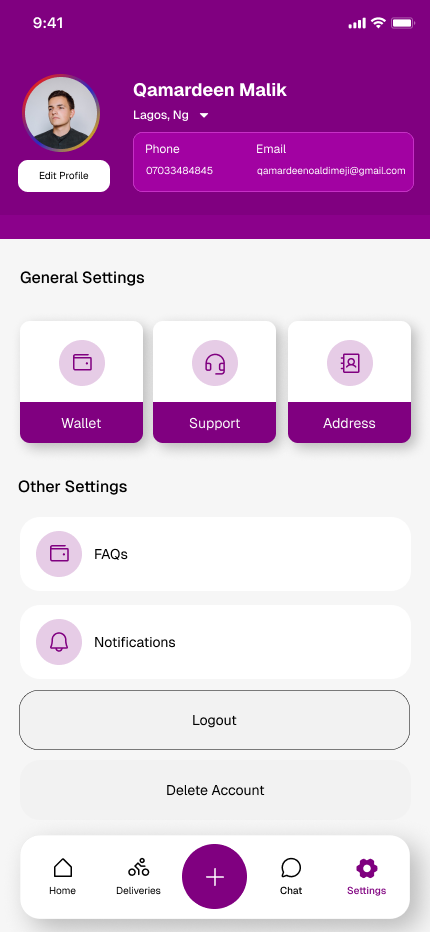 9:41
Qamardeen Malik
Lagos, Ng
Edit Profile
Phone Email
07033484845 qamardeenoaldimeji@gmail.com
General Settings
Wallet Support Address
Other Settings
FAQs
Notifications
Logout
Delete Account
Home Deliveries Chat Settings